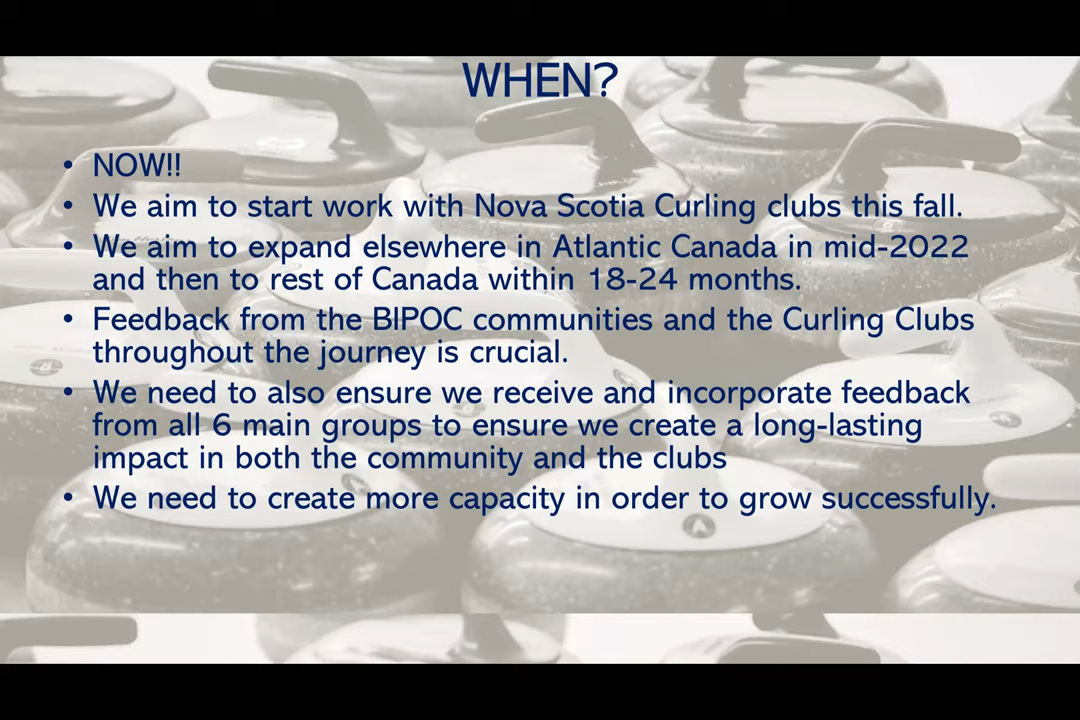 WHEN?
• NOW!!
• We aim to start work with Nova Scotia Curling clubs this fall.
• We aim to expand elsewhere in Atlantic Canada in mid-2022
and then to rest of Canada within 18-24 months.
• Feedback from the BIPOC communities and the Curling Clubs
throughout the journey is crucial.
• We need to also ensure we receive and incorporate feedback
from all 6 main groups to ensure we create a long-lasting
impact in both the community and the clubs
• We need to create more capacity in order to grow successfully.